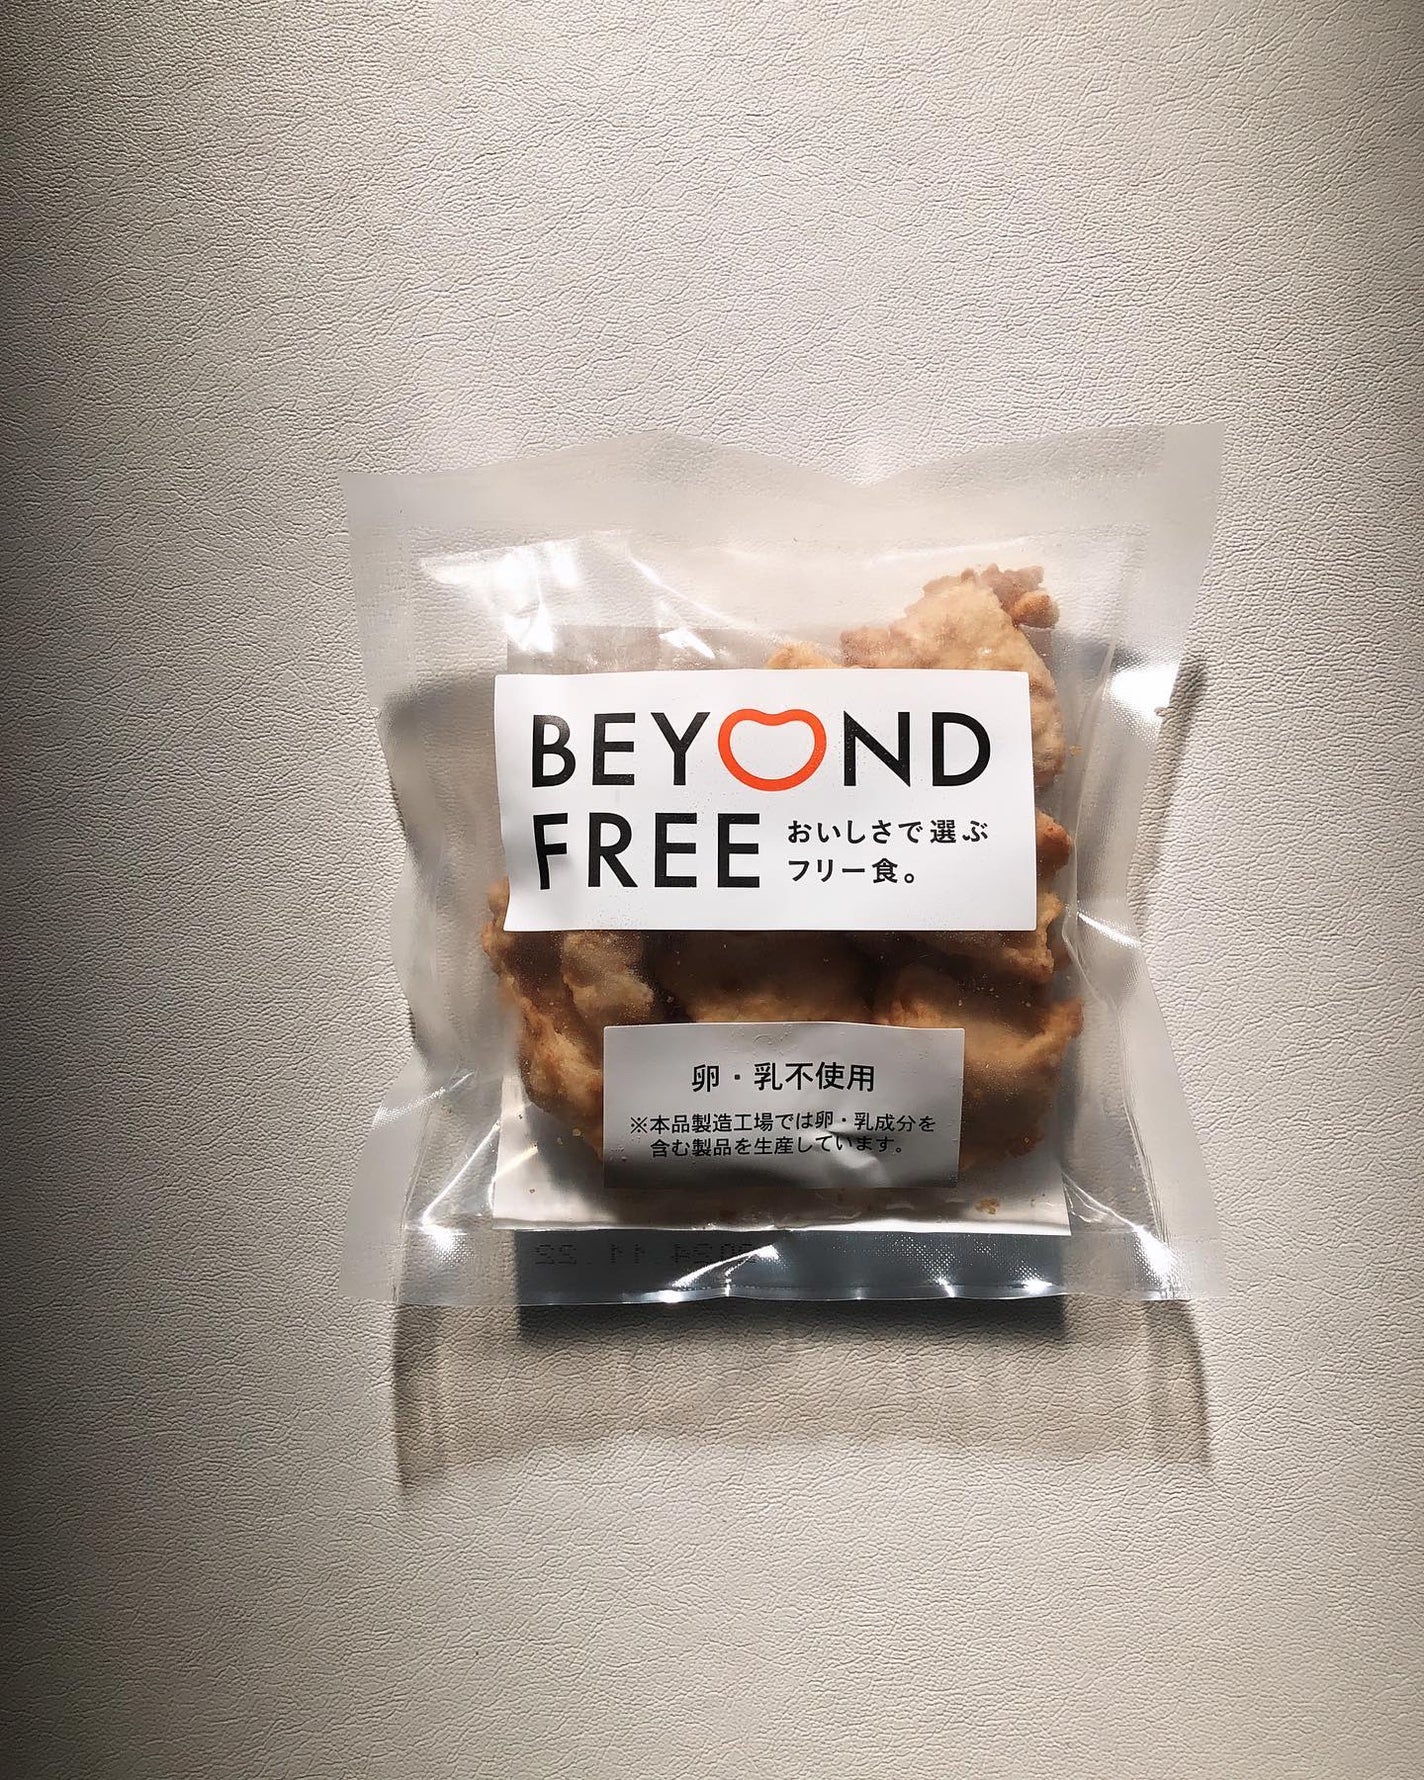 BEYOND
FREE
おいしさで選ぶ
フリー食。
卵・乳不使用
※本品製造工場では卵・乳成分を
含む製品を生産しています。